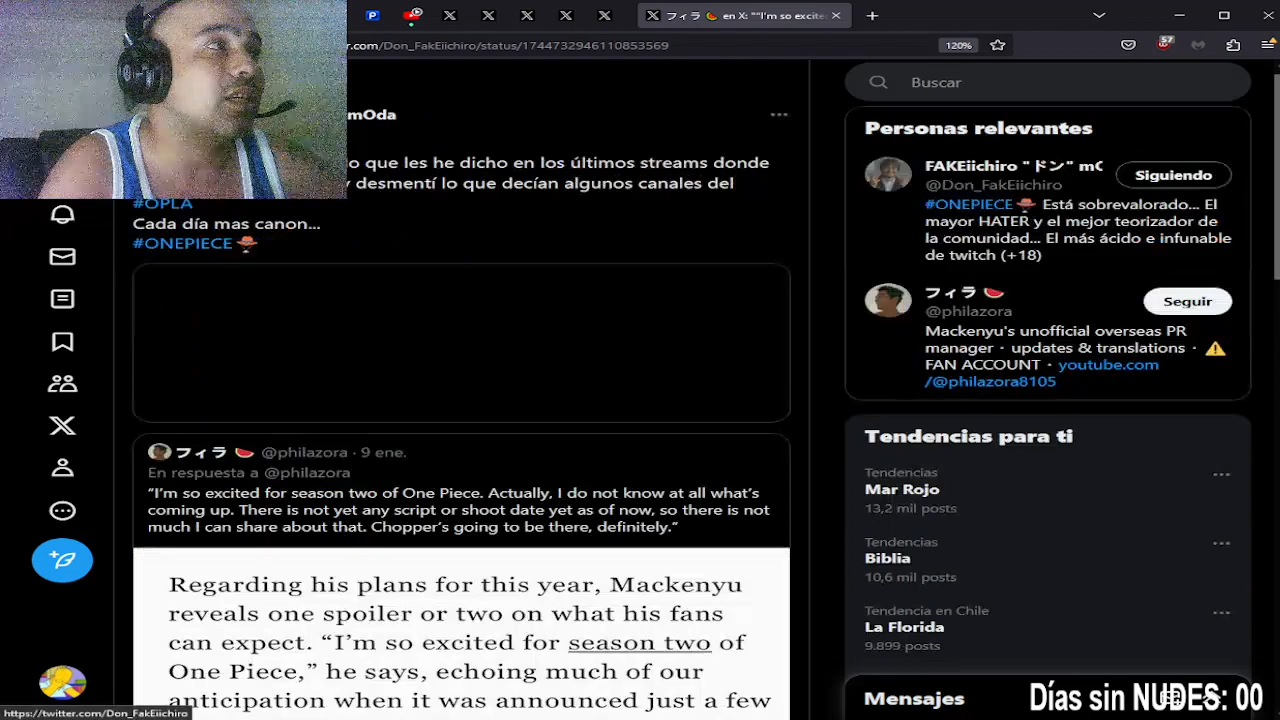 フィラ 🍉 en X: ""I'm so excite
.com/Don_FakEiichiro/status/1744732946110853569
120%
57
mOda
o que les he dicho en los últimos streams donde
y desmentí lo que decían algunos canales del
#OPLA
Cada día mas canon...
#ONEPIECE
フィラ 🍉 @philazora · 9 ene.
En respuesta a @philazora
“I’m so excited for season two of One Piece. Actually, I do not know at all what’s
coming up. There is not yet any script or shoot date yet as of now, so there is not
much I can share about that. Chopper’s going to be there, definitely.”
Regarding his plans for this year, Mackenyu
reveals one spoiler or two on what his fans
can expect. “I’m so excited for season two of
One Piece,” he says, echoing much of our
anticipation when it was announced just a few
https://twitter.com/Don_FakEiichiro
Buscar
Personas relevantes
FAKEiichiro "ドン" mO
Siguiendo
@Don_FakEiichiro
#ONEPIECE Está sobrevalorado... El
mayor HATER y el mejor teorizador de
la comunidad... El más ácido e infunable
de twitch (+18)
フィラ 🍉
@philazora
Seguir
Mackenyu's unofficial overseas PR
manager · updates & translations · ⚠️
FAN ACCOUNT · youtube.com
/@philazora8105
Tendencias para ti
Tendencias
Mar Rojo
13,2 mil posts
Tendencias
Biblia
10,6 mil posts
Tendencia en Chile
La Florida
9.899 posts
Mensajes
Días sin NUDES: 00